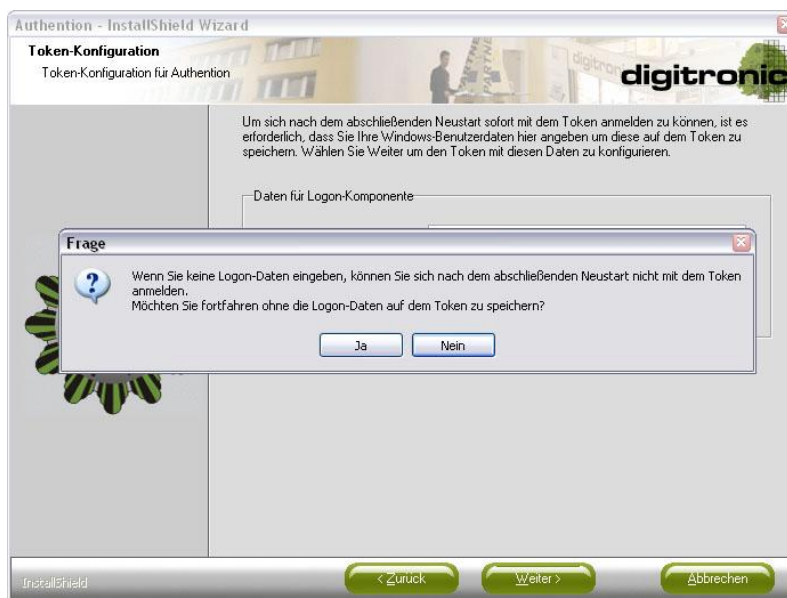 Authention - InstallShield Wizard
Token-Konfiguration
Token-Konfiguration für Authention
digitronic
Um sich nach dem abschließenden Neustart sofort mit dem Token anmelden zu können, ist es
erforderlich, dass Sie Ihre Windows-Benutzerdaten hier angeben um diese auf dem Token zu
speichern. Wählen Sie Weiter um den Token mit diesen Daten zu konfigurieren.
Daten für Logon-Komponente
Frage
Wenn Sie keine Logon-Daten eingeben, können Sie sich nach dem abschließenden Neustart nicht mit dem Token
anmelden.
Möchten Sie fortfahren ohne die Logon-Daten auf dem Token zu speichern?
Ja
Nein
InstallShield
< Zurück
Weiter >
Abbrechen